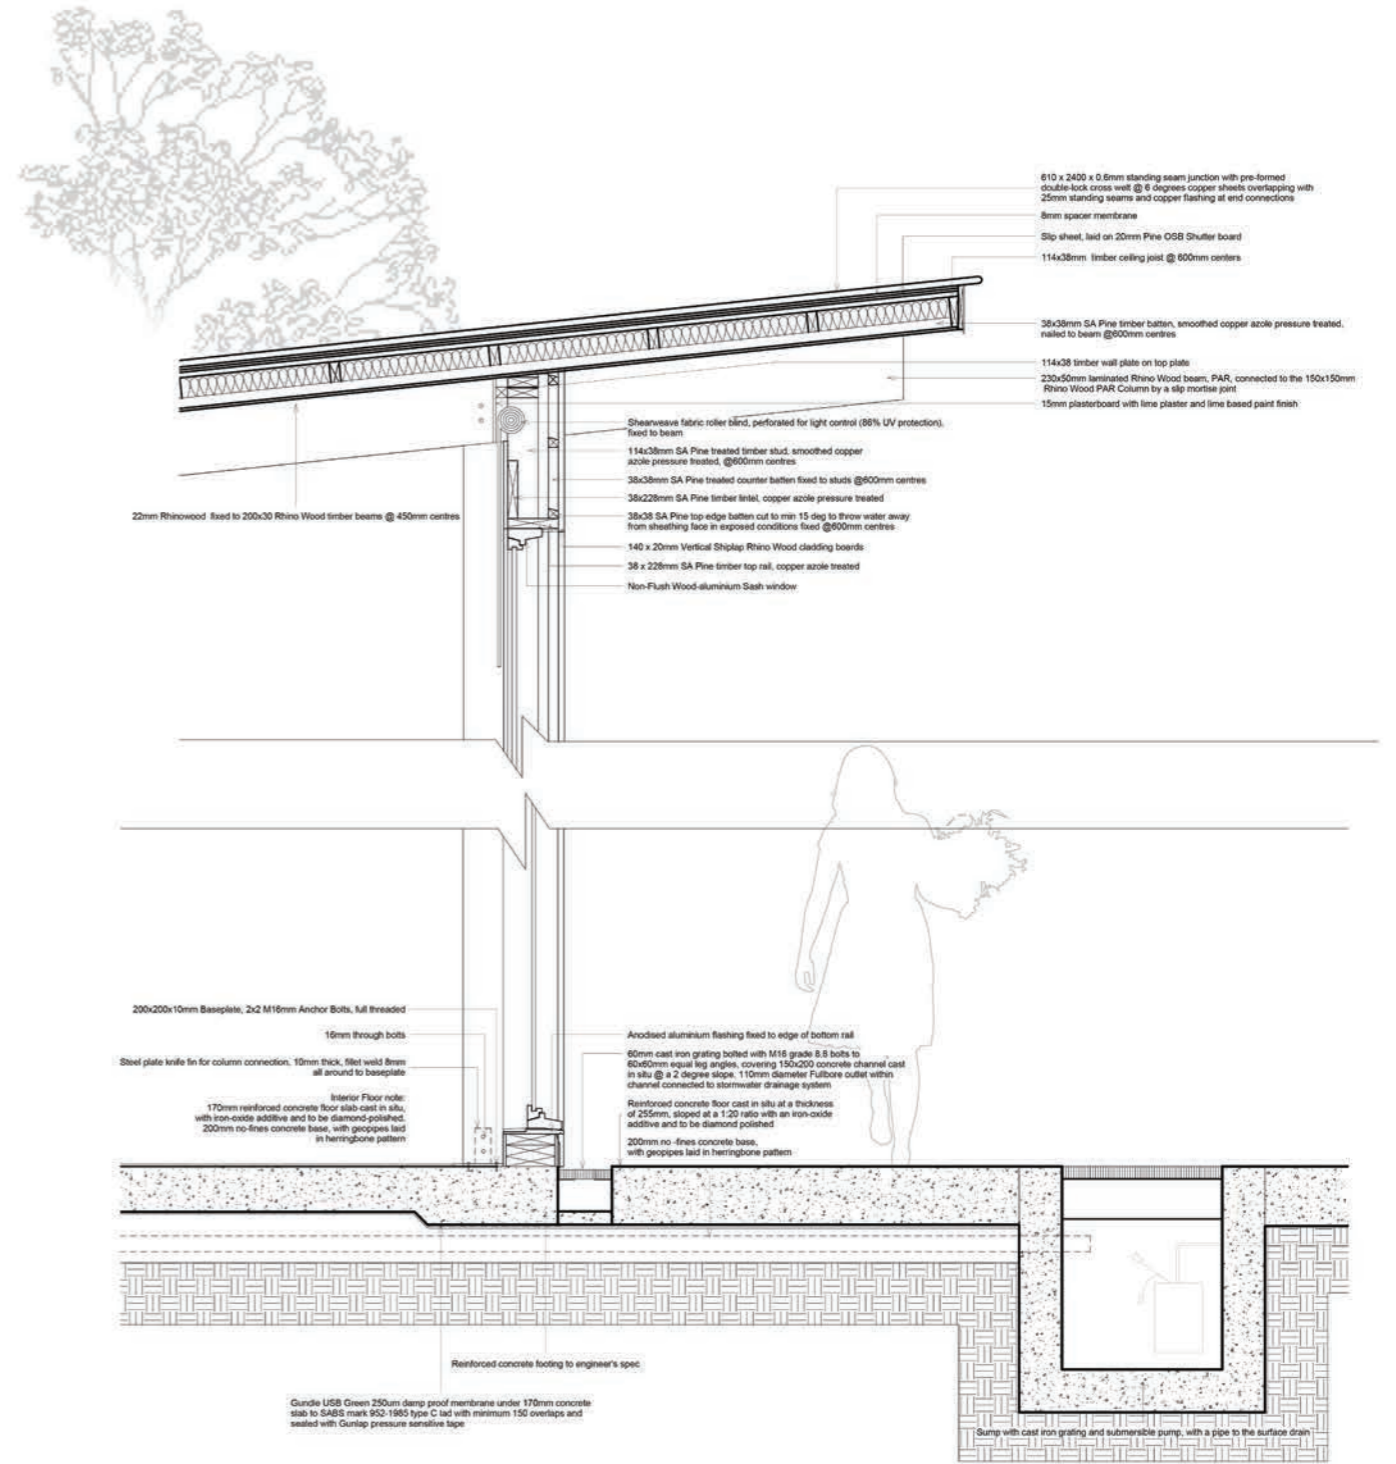 610 x 2400 x 0.6mm standing seam junction with pre-formed
double-lock cross welt @ 6 degrees copper sheets overlapping with
25mm standing seams and copper flashing at end connections
8mm spacer membrane
Slip sheet, laid on 20mm Pine OSB Shutter board
114x38mm timber ceiling joist @ 600mm centers
38x38mm SA Pine timber batten, smoothed copper azole pressure treated,
nailed to beam @600mm centres
114x38 timber wall plate on top plate
230x50mm laminated Rhino Wood beam, PAR, connected to the 150x150mm
Rhino Wood PAR Column by a slip mortise joint
15mm plasterboard with lime plaster and lime based paint finish
Shearweave fabric roller blind, perforated for light control (86% UV protection),
fixed to beam
114x38mm SA Pine treated timber stud, smoothed copper
azole pressure treated, @600mm centres
38x38mm SA Pine treated counter batten fixed to studs @600mm centres
38x228mm SA Pine timber lintel, copper azole pressure treated
38x38 SA Pine top edge batten cut to min 15 deg to throw water away
from sheathing face in exposed conditions fixed @600mm centres
140 x 20mm Vertical Shiplap Rhino Wood cladding boards
38 x 228mm SA Pine timber top rail, copper azole treated
Non-Flush Wood-aluminium Sash window
22mm Rhinowood fixed to 200x30 Rhino Wood timber beams @ 450mm centres
200x200x10mm Baseplate, 2x2 M16mm Anchor Bolts, full threaded
16mm through bolts
Steel plate knife fin for column connection, 10mm thick, fillet weld 8mm
all around to baseplate
Interior Floor note:
170mm reinforced concrete floor slab cast in situ,
with iron-oxide additive and to be diamond-polished.
200mm no-fines concrete base, with geopipes laid
in herringbone pattern
Anodised aluminium flashing fixed to edge of bottom rail
60mm cast iron grating bolted with M16 grade 8.8 bolts to
60x60mm equal leg angles, covering 150x200 concrete channel cast
in situ @ a 2 degree slope, 110mm diameter Fullbore outlet within
channel connected to stormwater drainage system
Reinforced concrete floor cast in situ at a thickness
of 255mm, sloped at a 1:20 ratio with an iron-oxide
additive and to be diamond polished
200mm no -fines concrete base,
with geopipes laid in herringbone pattern
Reinforced concrete footing to engineer's spec
Gundle USB Green 250um damp proof membrane under 170mm concrete
slab to SABS mark 952-1985 type C lad with minimum 150 overlaps and
sealed with Gunlap pressure sensitive tape
Sump with cast iron grating and submersible pump, with a pipe to the surface drain